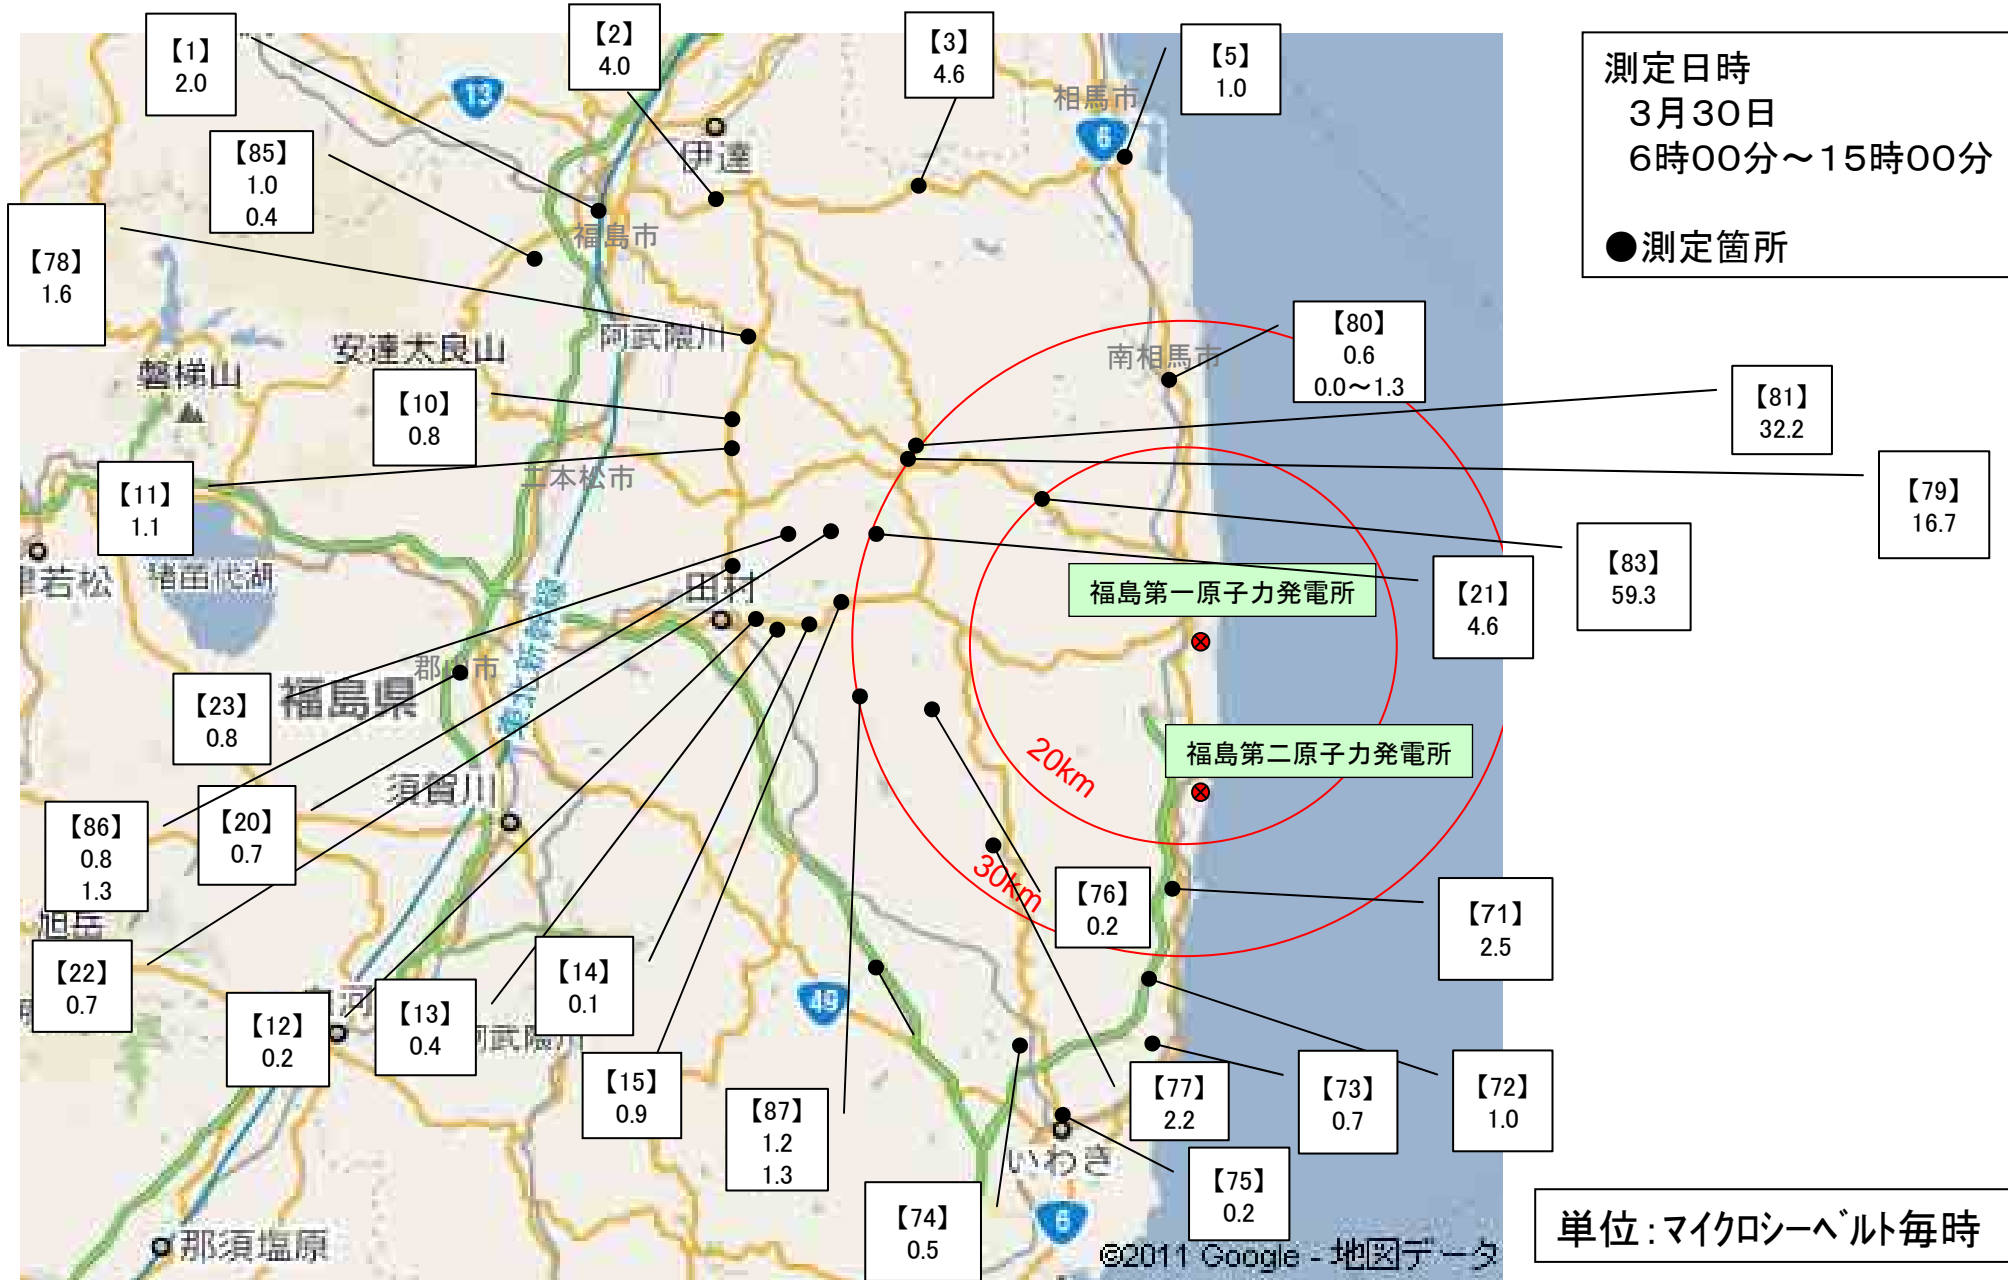 【1】
2.0
【2】
4.0
【3】
4.6
【5】
1.0
測定日時
3月30日
6時00分～15時00分
●測定箇所
13
相馬市
6
伊達
【85】
1.0
0.4
福島市
【78】
1.6
阿武隈川
安達太良山
磐梯山
【80】
0.6
0.0～1.3
南相馬市
【81】
32.2
【10】
0.8
二本松市
【11】
1.1
【79】
16.7
【83】
59.3
猪苗代湖
田村
福島第一原子力発電所
【21】
4.6
郡山市
東北新幹線
福島県
【23】
0.8
福島第二原子力発電所
20km
須賀川
【86】
0.8
1.3
【20】
0.7
30km
【76】
0.2
【71】
2.5
旭岳
【22】
0.7
【14】
0.1
49
【12】
0.2
【13】
0.4
【15】
0.9
【87】
1.2
1.3
【77】
2.2
【73】
0.7
【72】
1.0
いわき
【75】
0.2
【74】
0.5
6
那須塩原
©2011 Google - 地図データ
単位：マイクロシーベルト毎時